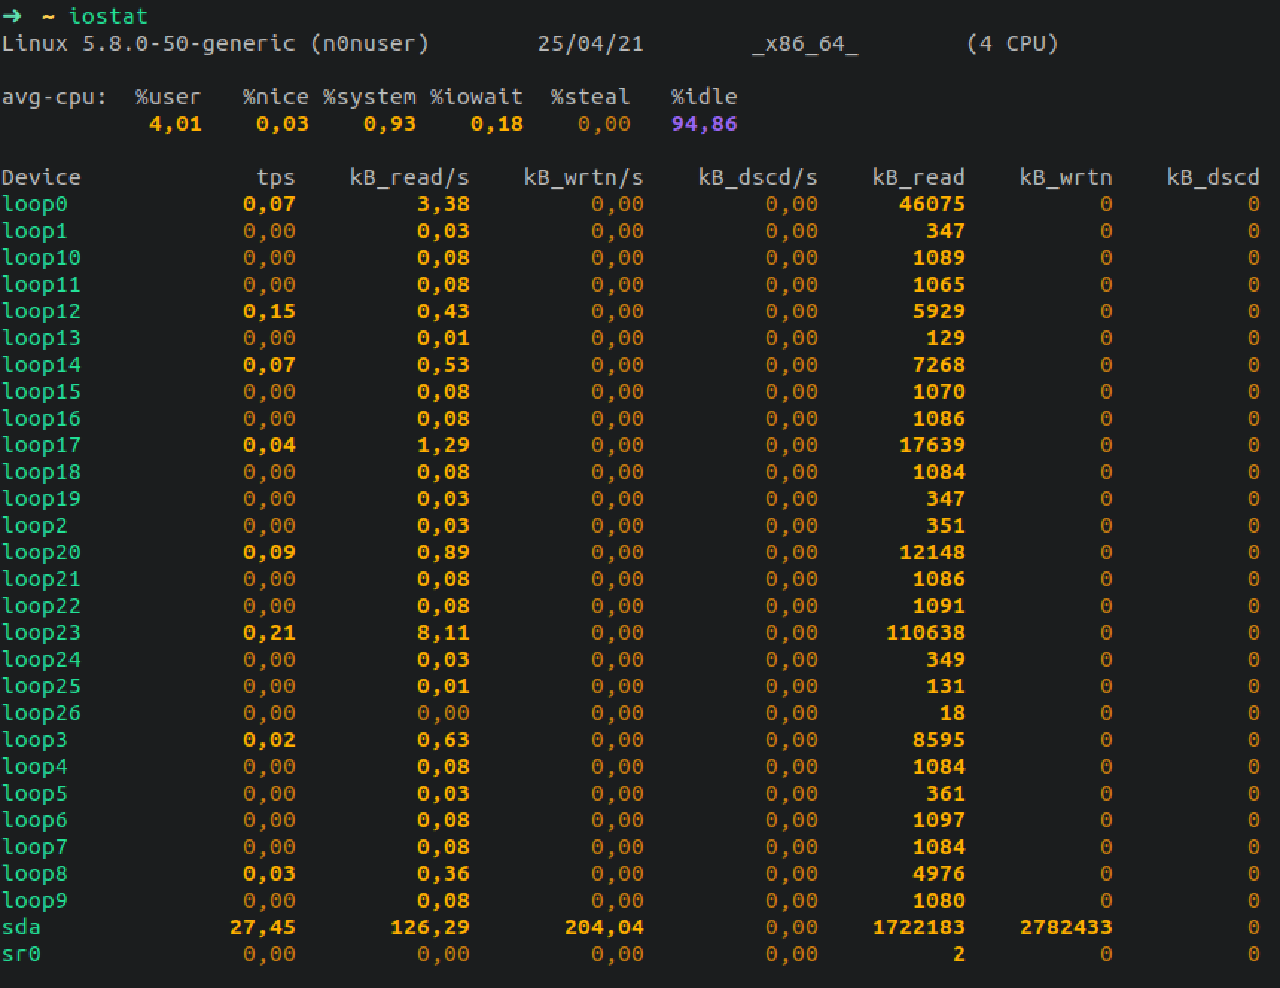 ➜  ~ iostat
Linux 5.8.0-50-generic (n0nuser)        25/04/21        _x86_64_        (4 CPU)
avg-cpu:  %user   %nice %system %iowait  %steal   %idle
           4,01    0,03    0,93    0,18    0,00   94,86
Device             tps    kB_read/s    kB_wrtn/s    kB_dscd/s    kB_read    kB_wrtn    kB_dscd
loop0             0,07         3,38         0,00         0,00      46075          0          0
loop1             0,00         0,03         0,00         0,00        347          0          0
loop10            0,00         0,08         0,00         0,00       1089          0          0
loop11            0,00         0,08         0,00         0,00       1065          0          0
loop12            0,15         0,43         0,00         0,00       5929          0          0
loop13            0,00         0,01         0,00         0,00        129          0          0
loop14            0,07         0,53         0,00         0,00       7268          0          0
loop15            0,00         0,08         0,00         0,00       1070          0          0
loop16            0,00         0,08         0,00         0,00       1086          0          0
loop17            0,04         1,29         0,00         0,00      17639          0          0
loop18            0,00         0,08         0,00         0,00       1084          0          0
loop19            0,00         0,03         0,00         0,00        347          0          0
loop2             0,00         0,03         0,00         0,00        351          0          0
loop20            0,09         0,89         0,00         0,00      12148          0          0
loop21            0,00         0,08         0,00         0,00       1086          0          0
loop22            0,00         0,08         0,00         0,00       1091          0          0
loop23            0,21         8,11         0,00         0,00     110638          0          0
loop24            0,00         0,03         0,00         0,00        349          0          0
loop25            0,00         0,01         0,00         0,00        131          0          0
loop26            0,00         0,00         0,00         0,00         18          0          0
loop3             0,02         0,63         0,00         0,00       8595          0          0
loop4             0,00         0,08         0,00         0,00       1084          0          0
loop5             0,00         0,03         0,00         0,00        361          0          0
loop6             0,00         0,08         0,00         0,00       1097          0          0
loop7             0,00         0,08         0,00         0,00       1084          0          0
loop8             0,03         0,36         0,00         0,00       4976          0          0
loop9             0,00         0,08         0,00         0,00       1080          0          0
sda              27,45       126,29       204,04         0,00    1722183    2782433          0
sr0               0,00         0,00         0,00         0,00          2          0          0